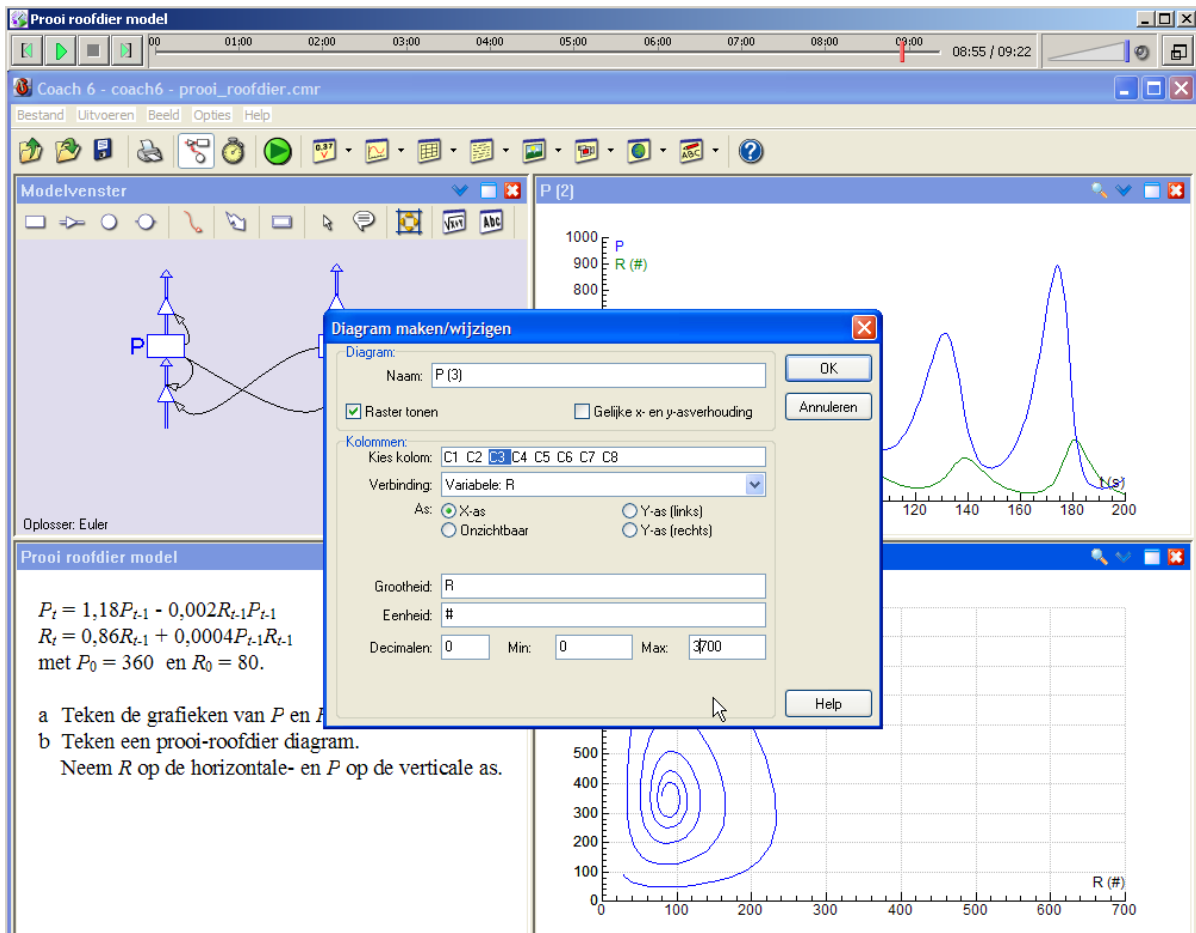 Prooi roofdier model
00 01:00 02:00 03:00 04:00 05:00 06:00 07:00 08:00 09:00 08:55 / 09:22
Coach 6 - coach6 - prooi_roofdier.cmr
Bestand Uitvoeren Beeld Opties Help
0.37
ABC
Modelvenster
√x+y Abc
P
Oplosser: Euler
P (2)
1000
900
800
P
R (#)
t (s)
120 140 160 180 200
Diagram maken/wijzigen
Diagram:
Naam: P (3)
OK
Raster tonen Gelijke x- en y-asverhouding
Annuleren
Kolommen:
Kies kolom: C1 C2 C3 C4 C5 C6 C7 C8
Verbinding: Variabele: R
As: X-as Y-as (links)
Onzichtbaar Y-as (rechts)
Grootheid: R
Eenheid: #
Decimalen: 0 Min: 0 Max: 3700
Help
Prooi roofdier model
Pt = 1,18Pt-1 - 0,002Rt-1Pt-1
Rt = 0,86Rt-1 + 0,0004Pt-1Rt-1
met P0 = 360 en R0 = 80.
a Teken de grafieken van P en
b Teken een prooi-roofdier diagram.
Neem R op de horizontale- en P op de verticale as.
500
400
300
200
100
0
R (#)
0 100 200 300 400 500 600 700